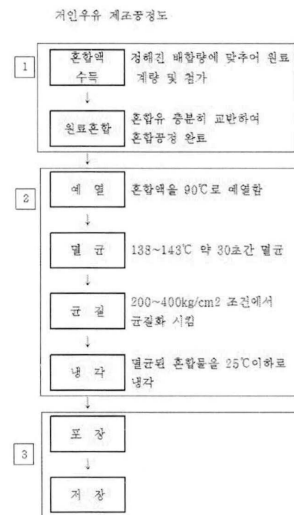 저인우유 제조공정도
1
혼합액
수득
정해진 배합량에 맞추어 원료
계량 및 첨가
↓
원료혼합
혼합유 충분히 교반하여
혼합공정 완료
↓
2
예 열
혼합액을 90℃로 예열함
↓
멸 균
138~143℃ 약 30초간 멸균
↓
균 질
200~400kg/cm2 조건에서
균질화 시킴
↓
냉 각
멸균된 혼합물을 25℃이하로
냉각
↓
3
포 장
↓
저 장